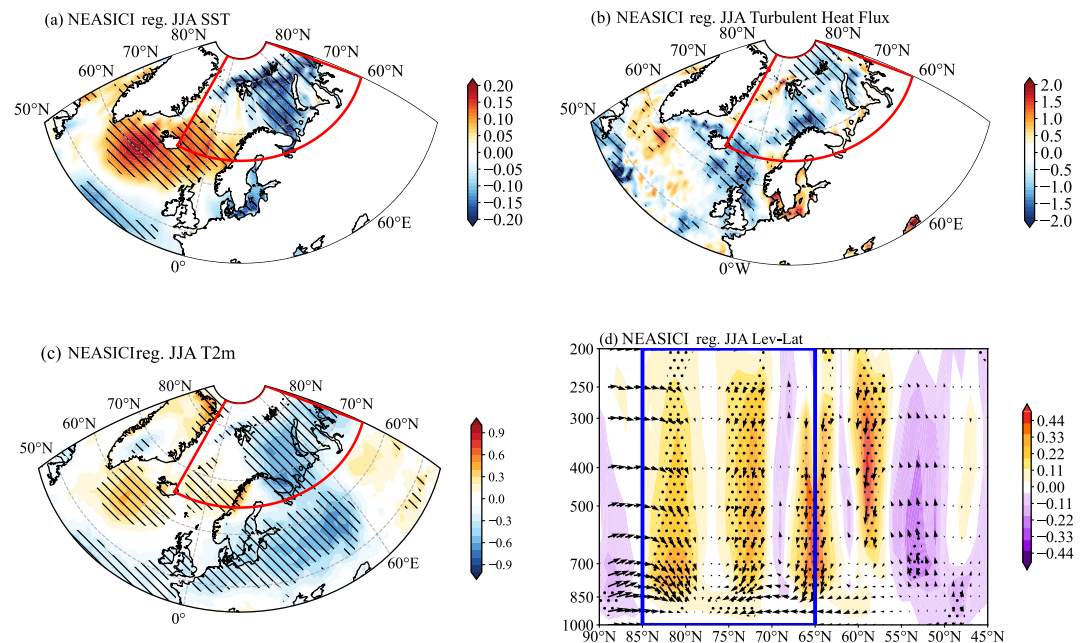 (a) NEASICI reg. JJA SST
80°N
80°N
70°N
70°N
60°N
60°N
50°N
60°E
0°
0.20
0.15
0.10
0.05
0.00
−0.05
−0.10
−0.15
−0.20
(b) NEASICI reg. JJA Turbulent Heat Flux
80°N
80°N
70°N
70°N
60°N
60°N
50°N
60°E
0°W
2.0
1.5
1.0
0.5
0.0
−0.5
−1.0
−1.5
−2.0
(c) NEASICI reg. JJA T2m
80°N
80°N
70°N
70°N
60°N
60°N
50°N
60°E
0°
0.9
0.6
0.3
0.0
−0.3
−0.6
−0.9
(d) NEASICI reg. JJA Lev-Lat
200
250
300
400
500
700
850
1000
90°N 85°N 80°N 75°N 70°N 65°N 60°N 55°N 50°N 45°N
0.44
0.33
0.22
0.11
0.00
−0.11
−0.22
−0.33
−0.44